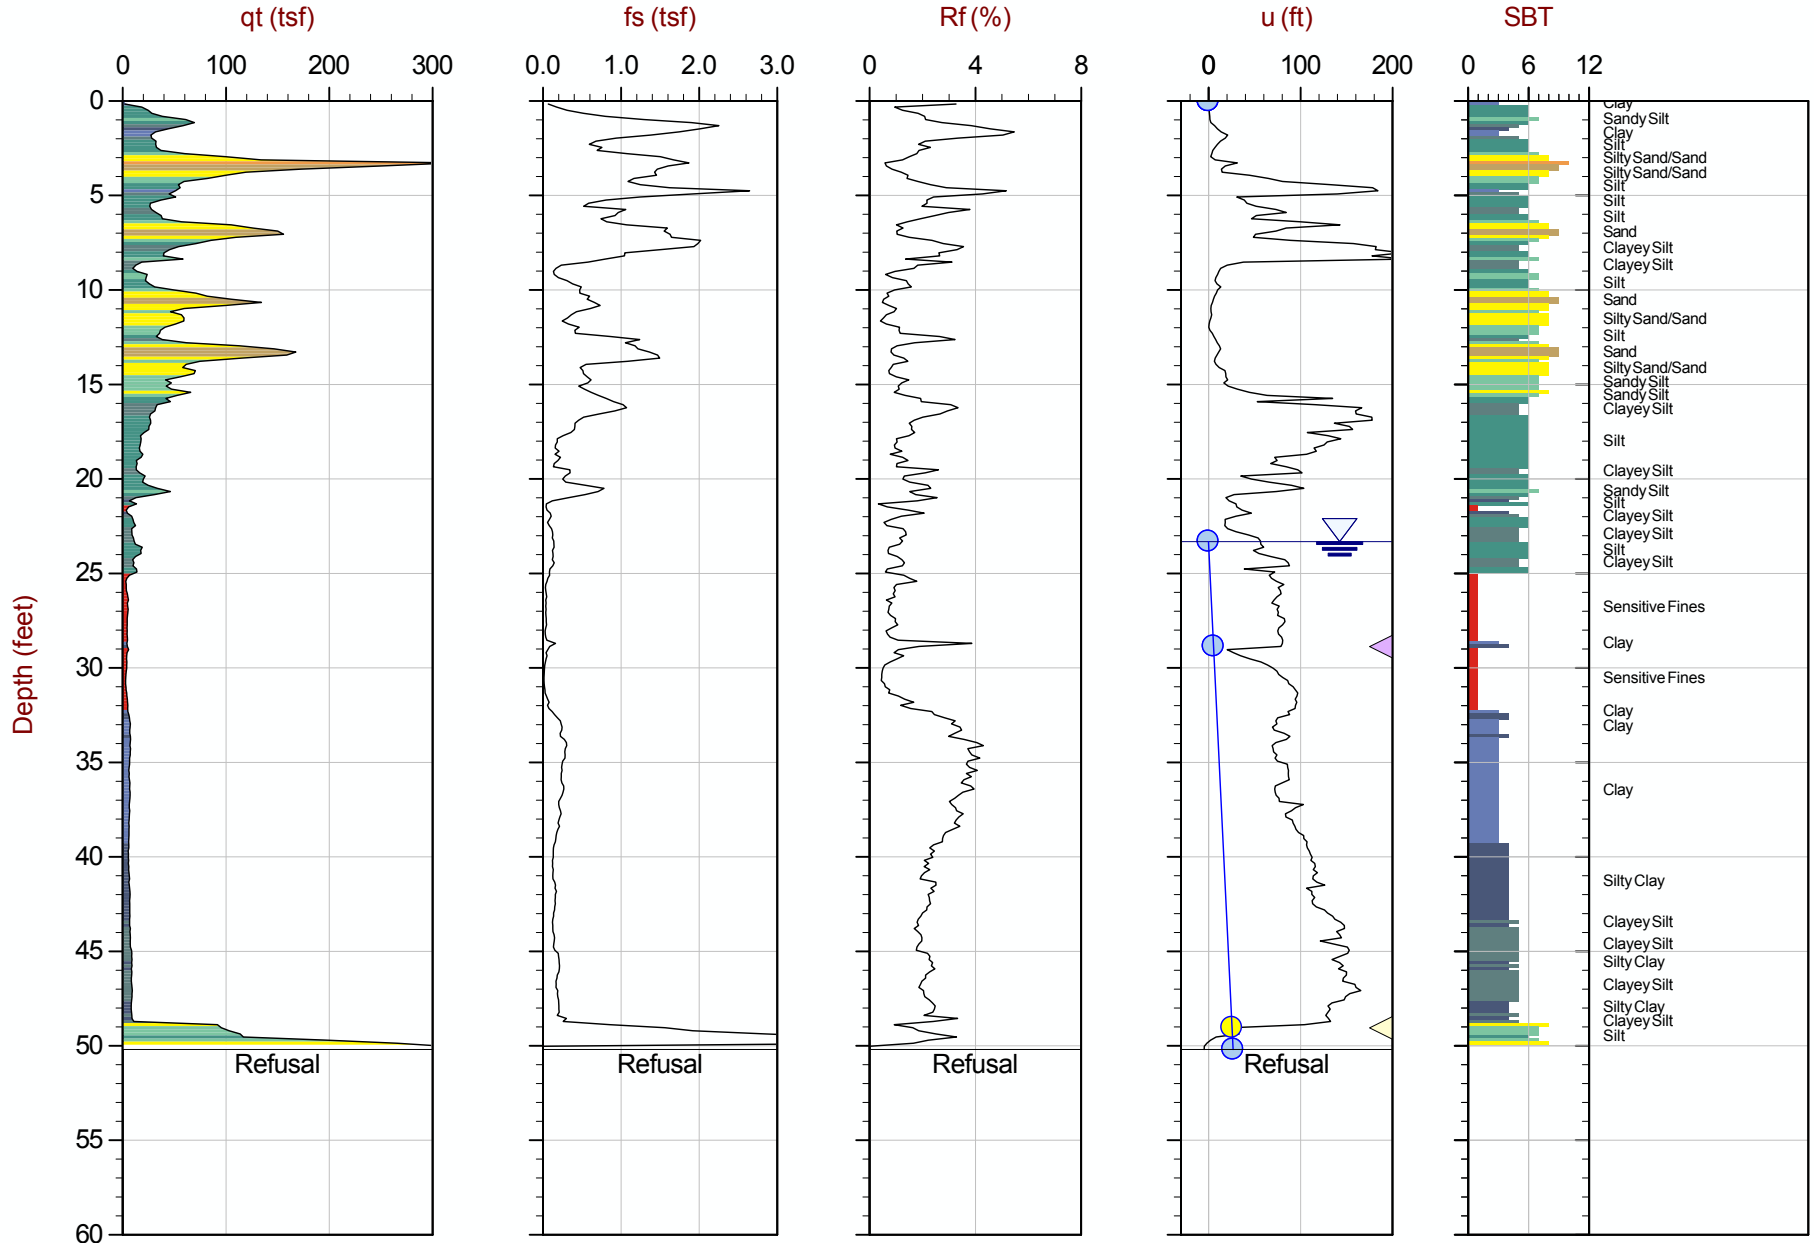 qt (tsf) fs (tsf) Rf (%) u (ft) SBT
0 100 200 300 0.0 1.0 2.0 3.0 0 4 8 0 100 200 0 6 12
0
5
10
15
20
25
30
35
40
45
50
55
60
Depth (feet)
Refusal Refusal Refusal Refusal
Clay
Sandy Silt
Clay
Silt
Silty Sand/Sand
Silty Sand/Sand
Silt
Silt
Silt
Sand
Clayey Silt
Clayey Silt
Silt
Sand
Silty Sand/Sand
Silt
Sand
Silty Sand/Sand
Sandy Silt
Sandy Silt
Clayey Silt
Silt
Clayey Silt
Sandy Silt
Silt
Clayey Silt
Clayey Silt
Silt
Clayey Silt
Sensitive Fines
Clay
Sensitive Fines
Clay
Clay
Clay
Silty Clay
Clayey Silt
Clayey Silt
Silty Clay
Clayey Silt
Silty Clay
Clayey Silt
Silt